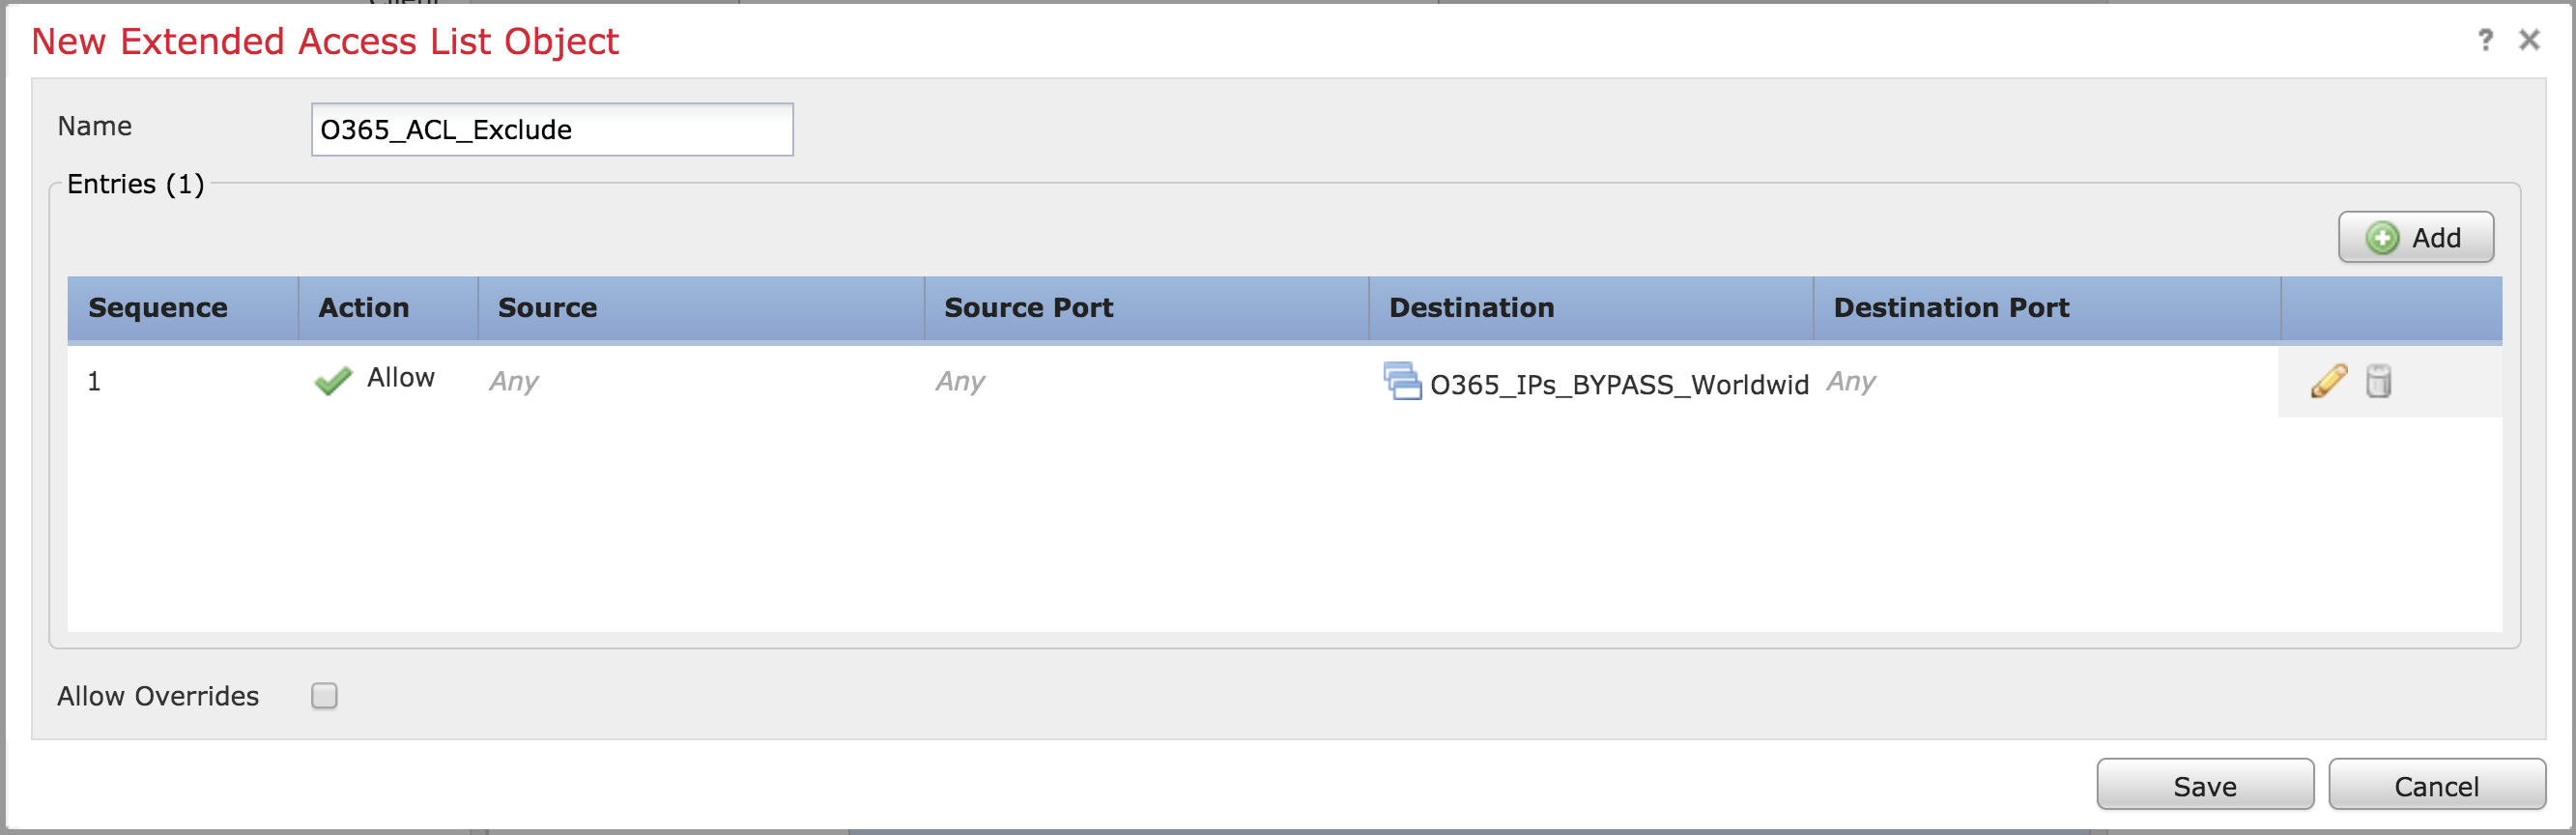 New Extended Access List Object
? ×
Name
O365_ACL_Exclude
Entries (1)
Add
Sequence Action Source Source Port Destination Destination Port
1 Allow Any Any O365_IPs_BYPASS_Worldwid Any
Allow Overrides
Save Cancel